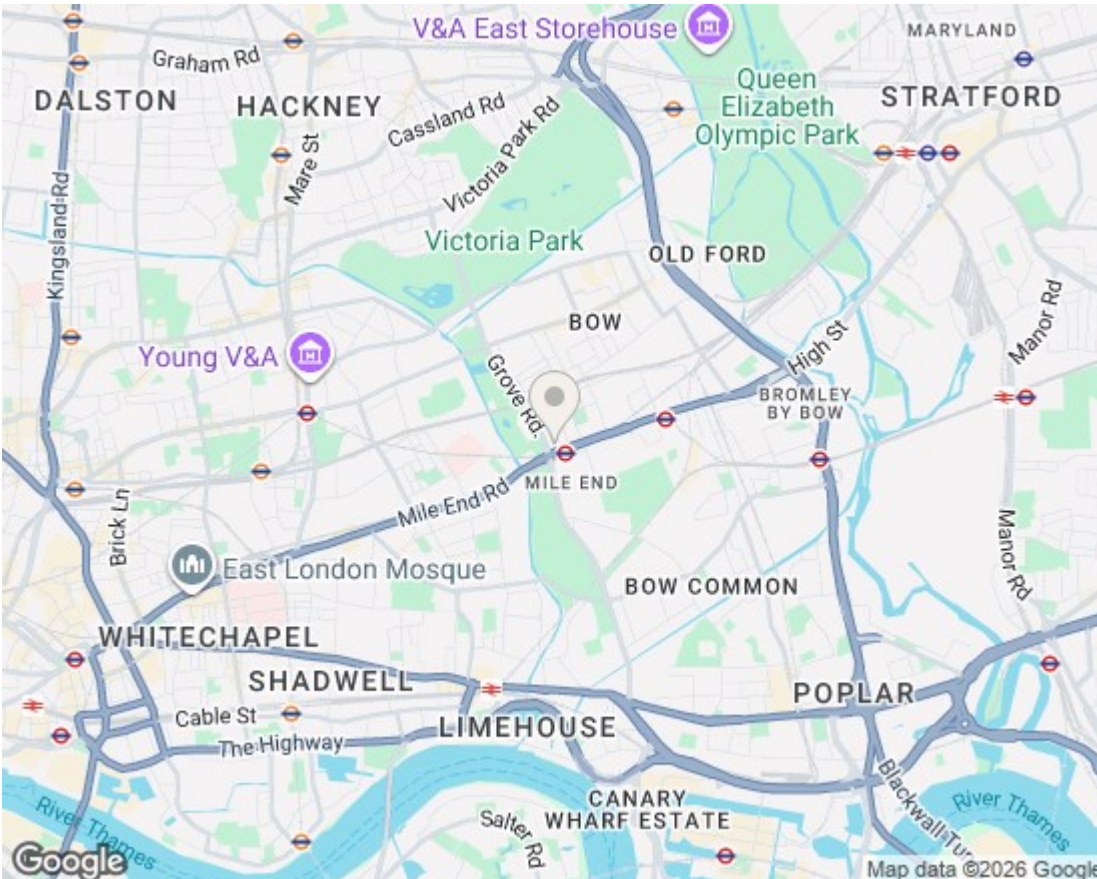 V&A East Storehouse
MARYLAND
Graham Rd
DALSTON
HACKNEY
Cassland Rd
Victoria Park Rd
Queen
Elizabeth
Olympic Park
STRATFORD
Mare St
Kingsland Rd
Victoria Park
OLD FORD
BOW
Manor Rd
High St
Young V&A
Grove Rd.
BROMLEY
BY BOW
MILE END
Mile End Rd
Brick Ln
East London Mosque
Manor Rd
BOW COMMON
WHITECHAPEL
SHADWELL
POPLAR
Cable St
LIMEHOUSE
The Highway
CANARY
WHARF ESTATE
Blackwall Tu
River Thames
River Thames
Salter Rd
Google
Map data ©2026 Google